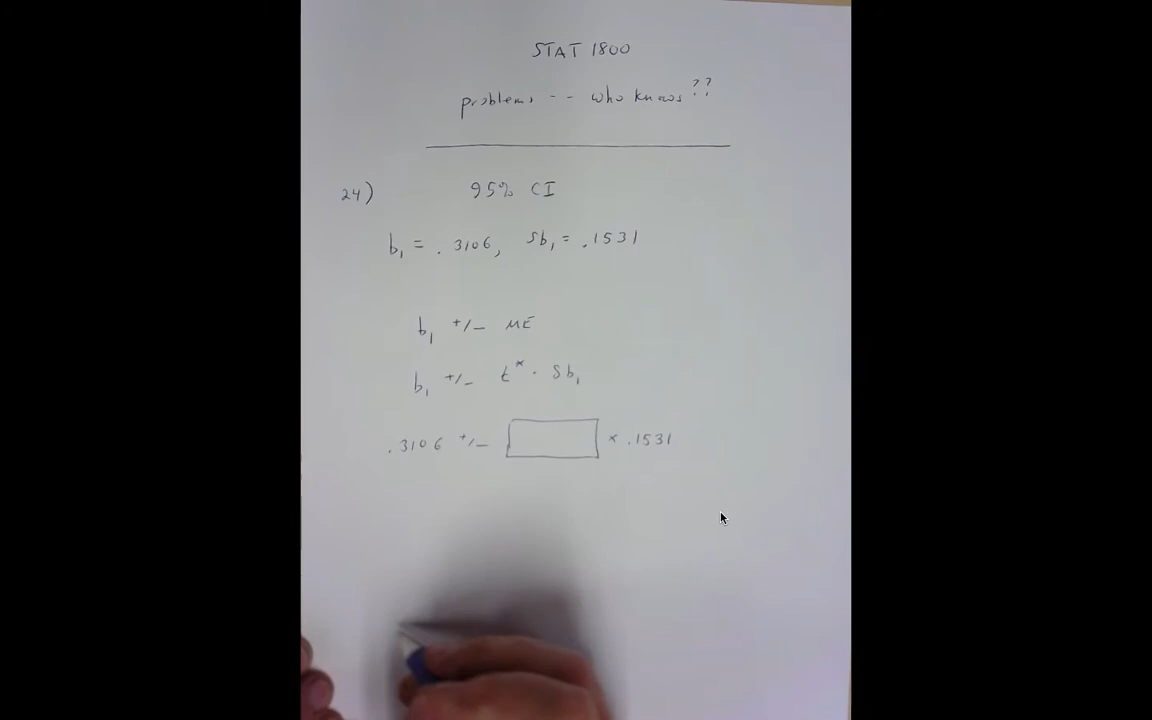 STAT 1800
problems -- who knows??
24) 95% CI
b₁ = .3106, Sb₁ = .1531
b₁ +/- ME
b₁ +/- t* · Sb₁
.3106 +/- × .1531